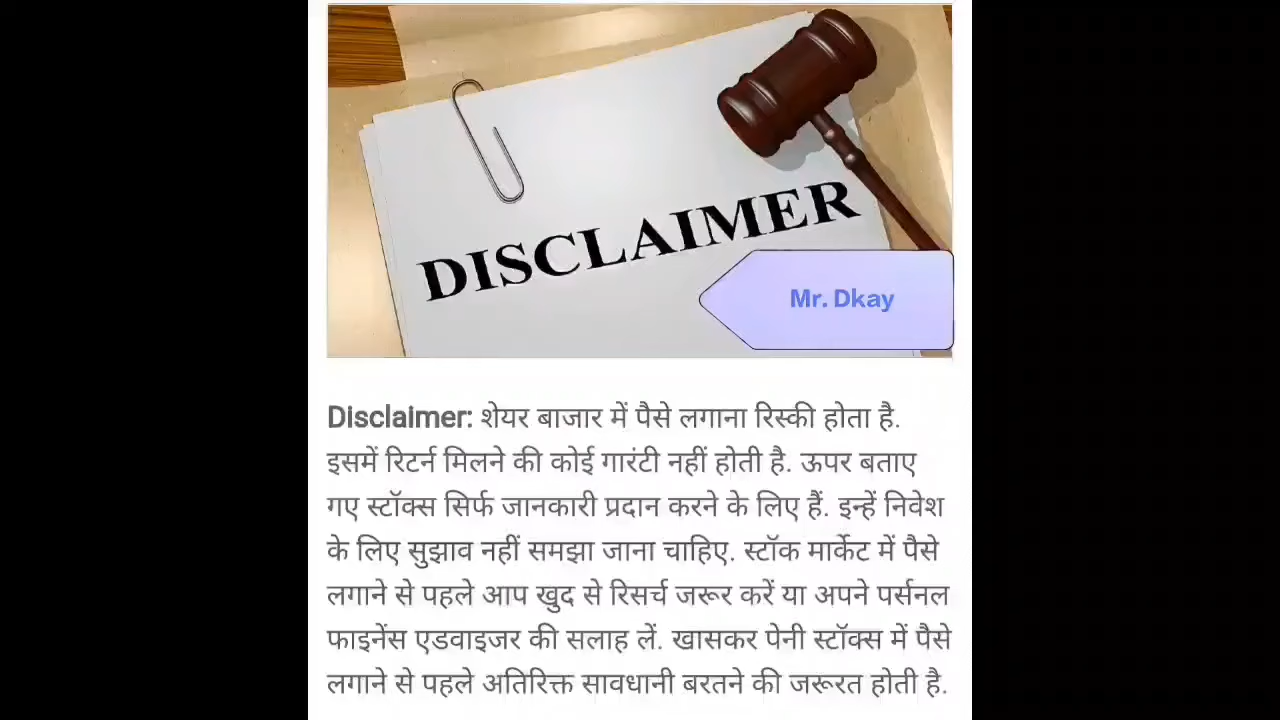 DISCLAIMER
Mr. Dkay
Disclaimer: शेयर बाजार में पैसे लगाना रिस्की होता है.
इसमें रिटर्न मिलने की कोई गारंटी नहीं होती है. ऊपर बताए
गए स्टॉक्स सिर्फ जानकारी प्रदान करने के लिए हैं. इन्हें निवेश
के लिए सुझाव नहीं समझा जाना चाहिए. स्टॉक मार्केट में पैसे
लगाने से पहले आप खुद से रिसर्च जरूर करें या अपने पर्सनल
फाइनेंस एडवाइजर की सलाह लें. खासकर पेनी स्टॉक्स में पैसे
लगाने से पहले अतिरिक्त सावधानी बरतने की जरूरत होती है.